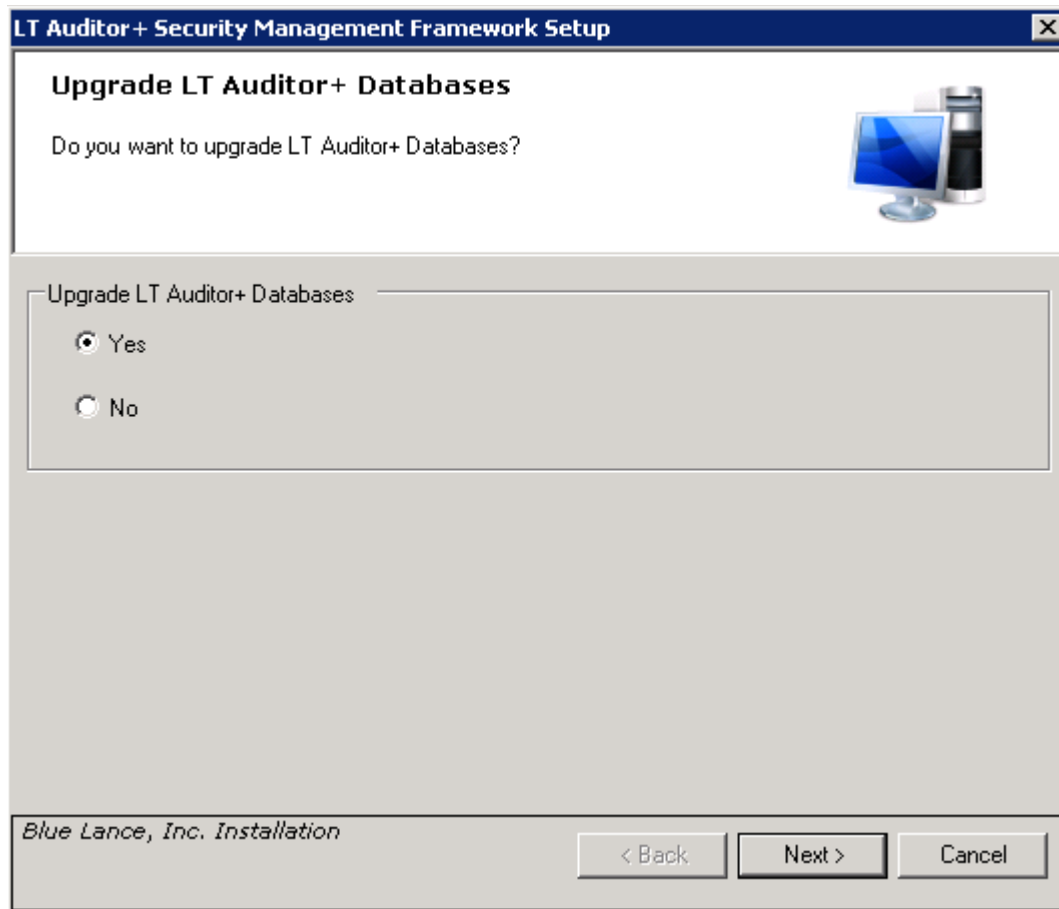 LT Auditor+ Security Management Framework Setup
Upgrade LT Auditor+ Databases
Do you want to upgrade LT Auditor+ Databases?
Upgrade LT Auditor+ Databases
Yes
No
Blue Lance, Inc. Installation
< Back
Next >
Cancel